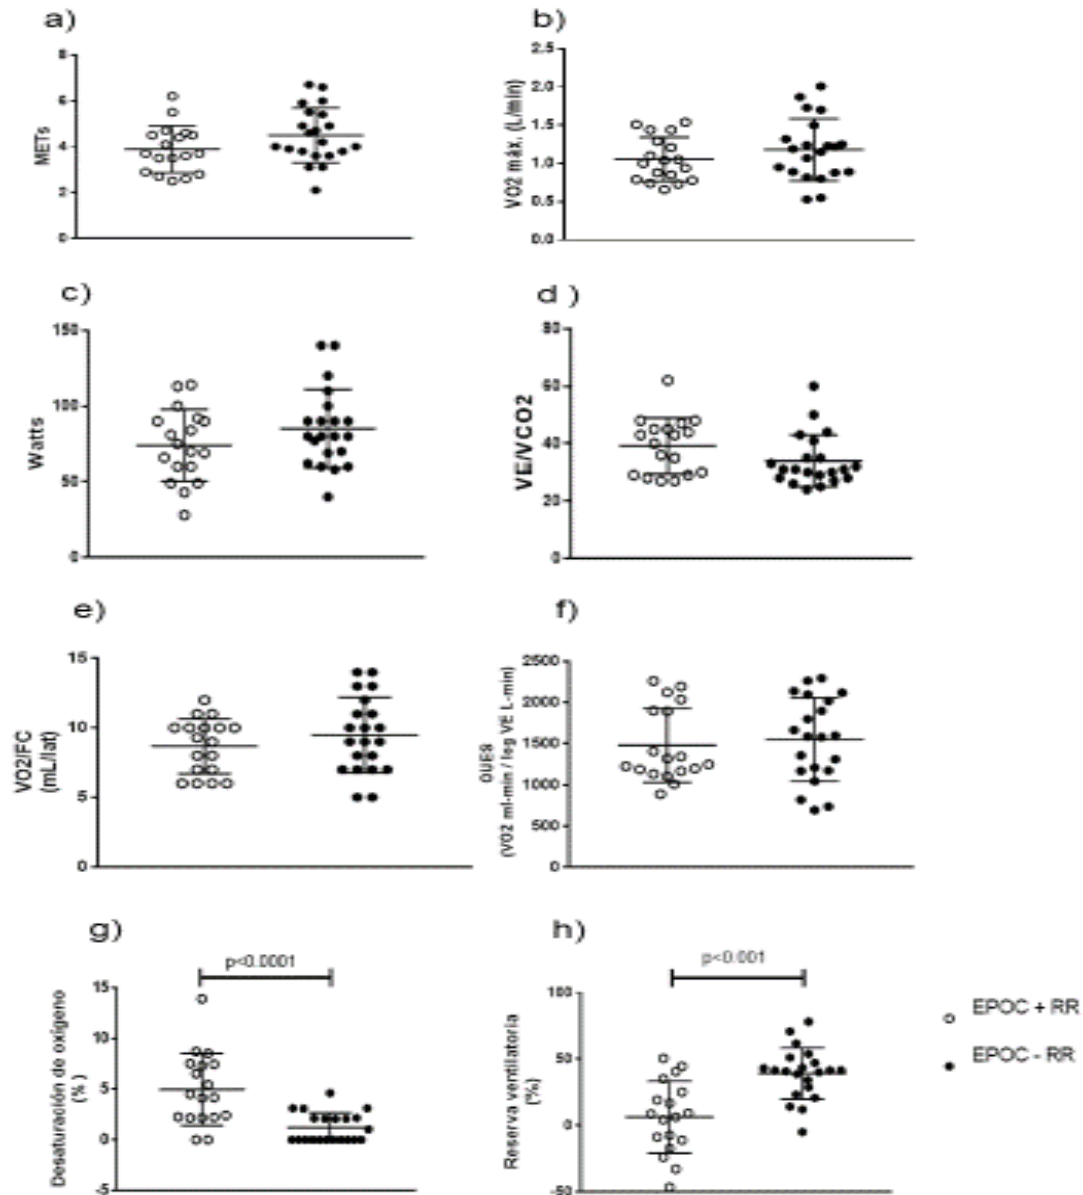 a)
8
6
4
2
0
METs
b)
2.5
2.0
1.5
1.0
0.5
0.0
VO2 máx. (L/min)
c)
150
100
50
0
Watts
d )
80
60
40
20
0
VE/VCO2
e)
15
10
5
0
VO2/FC
(mL/lat)
f)
2500
2000
1500
1000
500
0
OUES
(VO2 ml-min / log VE L-min)
g)
p<0.0001
15
10
5
0
-5
Desaturación de oxígeno
(% )
h)
p<0.001
100
50
0
-50
Reserva ventilatoria
(%)
EPOC + RR
EPOC - RR